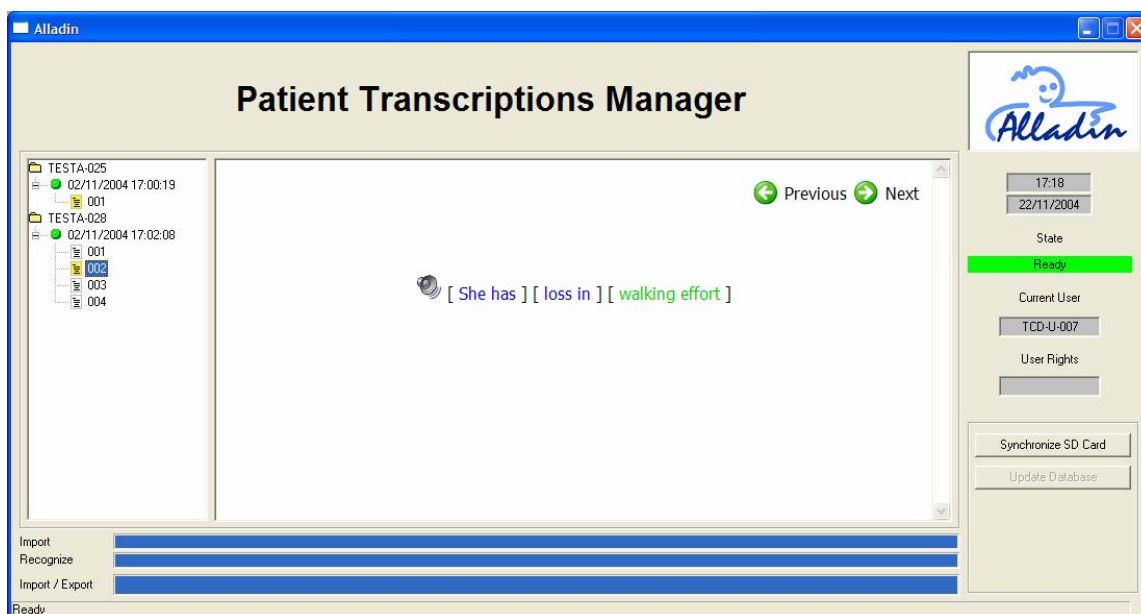 Alladin
Patient Transcriptions Manager
Alladin
TESTA-025
02/11/2004 17:00:19
001
TESTA-028
02/11/2004 17:02:08
001
002
003
004
Previous Next
[ She has ] [ loss in ] [ walking effort ]
17:18
22/11/2004
State
Ready
Current User
TCD-U-007
User Rights
Synchronize SD Card
Update Database
Import
Recognize
Import / Export
Ready